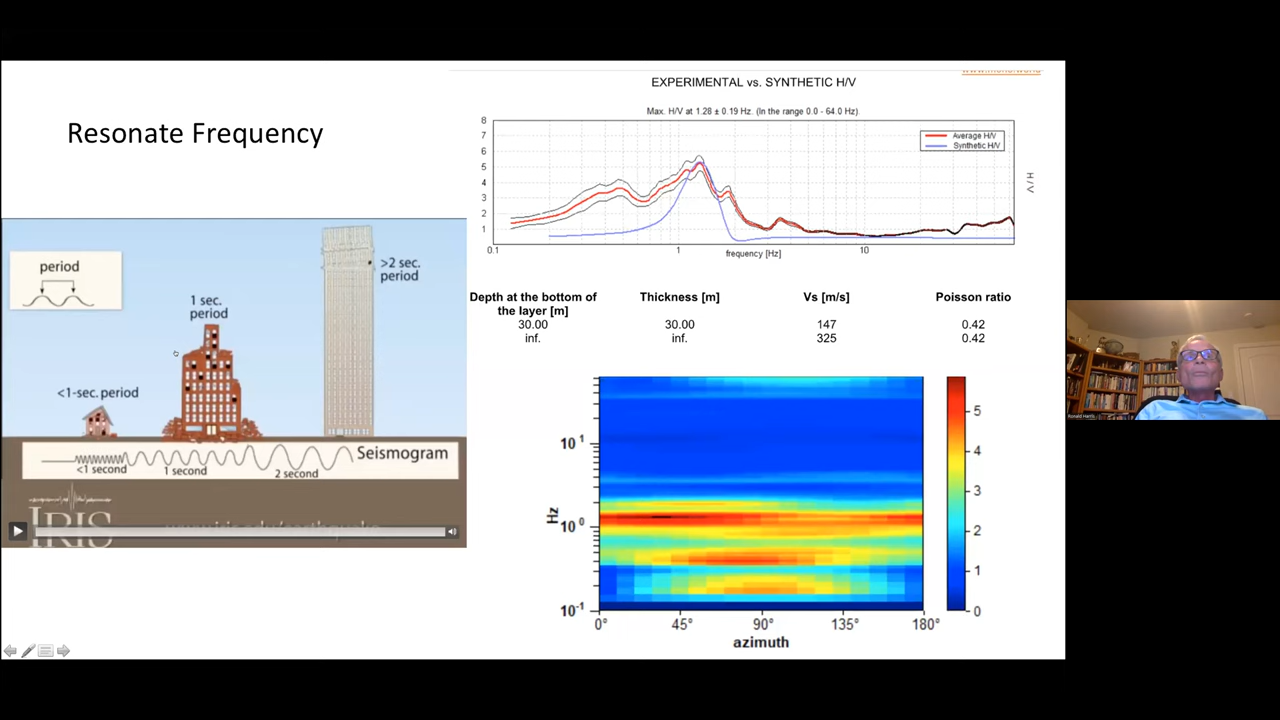 Resonate Frequency
period
1 sec.
period
>2 sec.
period
<1-sec. period
Seismogram
<1 second
1 second
2 second
IRIS
EXPERIMENTAL vs. SYNTHETIC H/V
Max. H/V at 1.28 ± 0.19 Hz. (In the range 0.0 - 64.0 Hz).
8
7
6
5
4
3
2
1
Average H/V
Synthetic H/V
H / V
0.1
1
10
frequency [Hz]
Depth at the bottom of
the layer [m]
Thickness [m]
Vs [m/s]
Poisson ratio
30.00
30.00
147
0.42
inf.
inf.
325
0.42
10¹
10⁰
10⁻¹
Hz
0°
45°
90°
135°
180°
azimuth
5
4
3
2
1
0
Ronald Harris